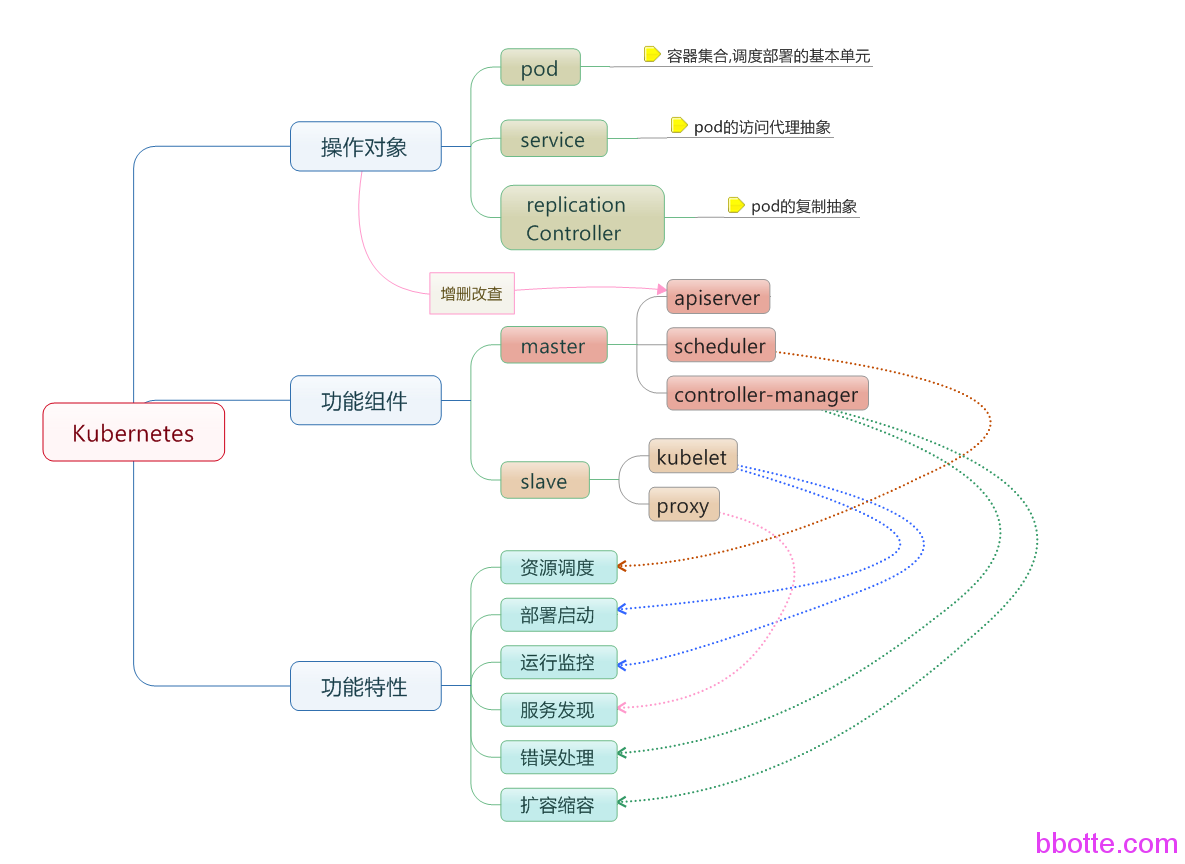 pod
容器集合,调度部署的基本单元
service
pod的访问代理抽象
操作对象
replication
Controller
pod的复制抽象
增删改查
apiserver
master
scheduler
controller-manager
功能组件
Kubernetes
slave
kubelet
proxy
资源调度
部署启动
运行监控
功能特性
服务发现
错误处理
扩容缩容
bbotte.com